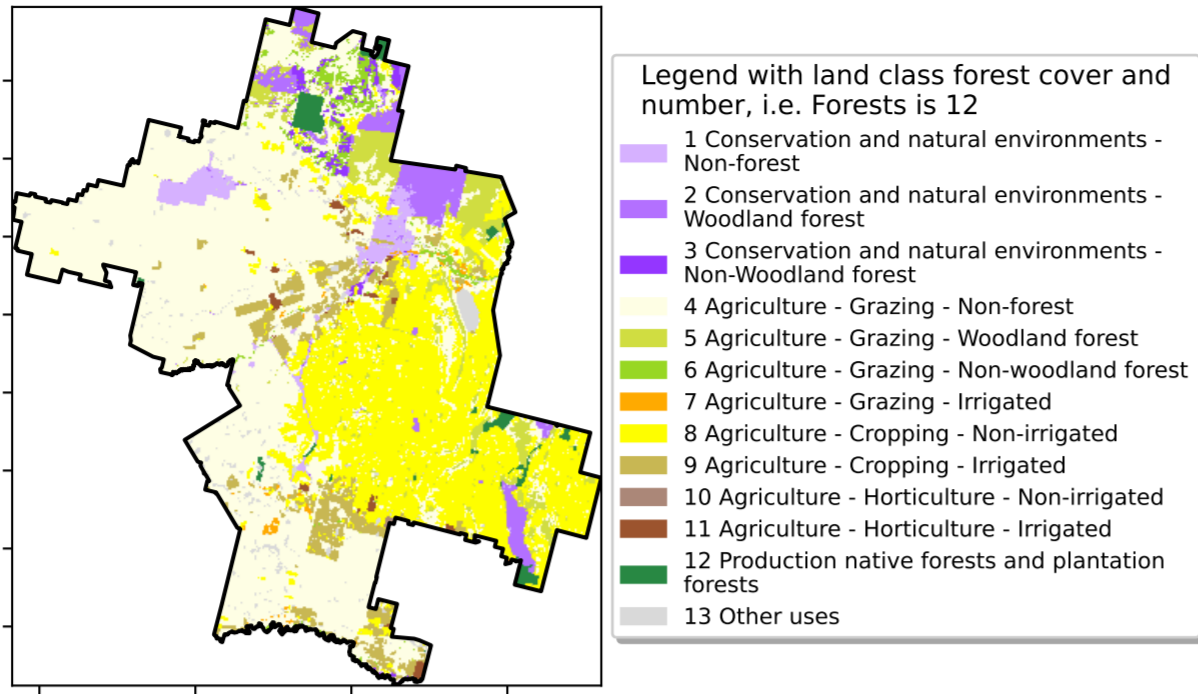 Legend with land class forest cover and
number, i.e. Forests is 12
1 Conservation and natural environments -
Non-forest
2 Conservation and natural environments -
Woodland forest
3 Conservation and natural environments -
Non-Woodland forest
4 Agriculture - Grazing - Non-forest
5 Agriculture - Grazing - Woodland forest
6 Agriculture - Grazing - Non-woodland forest
7 Agriculture - Grazing - Irrigated
8 Agriculture - Cropping - Non-irrigated
9 Agriculture - Cropping - Irrigated
10 Agriculture - Horticulture - Non-irrigated
11 Agriculture - Horticulture - Irrigated
12 Production native forests and plantation
forests
13 Other uses